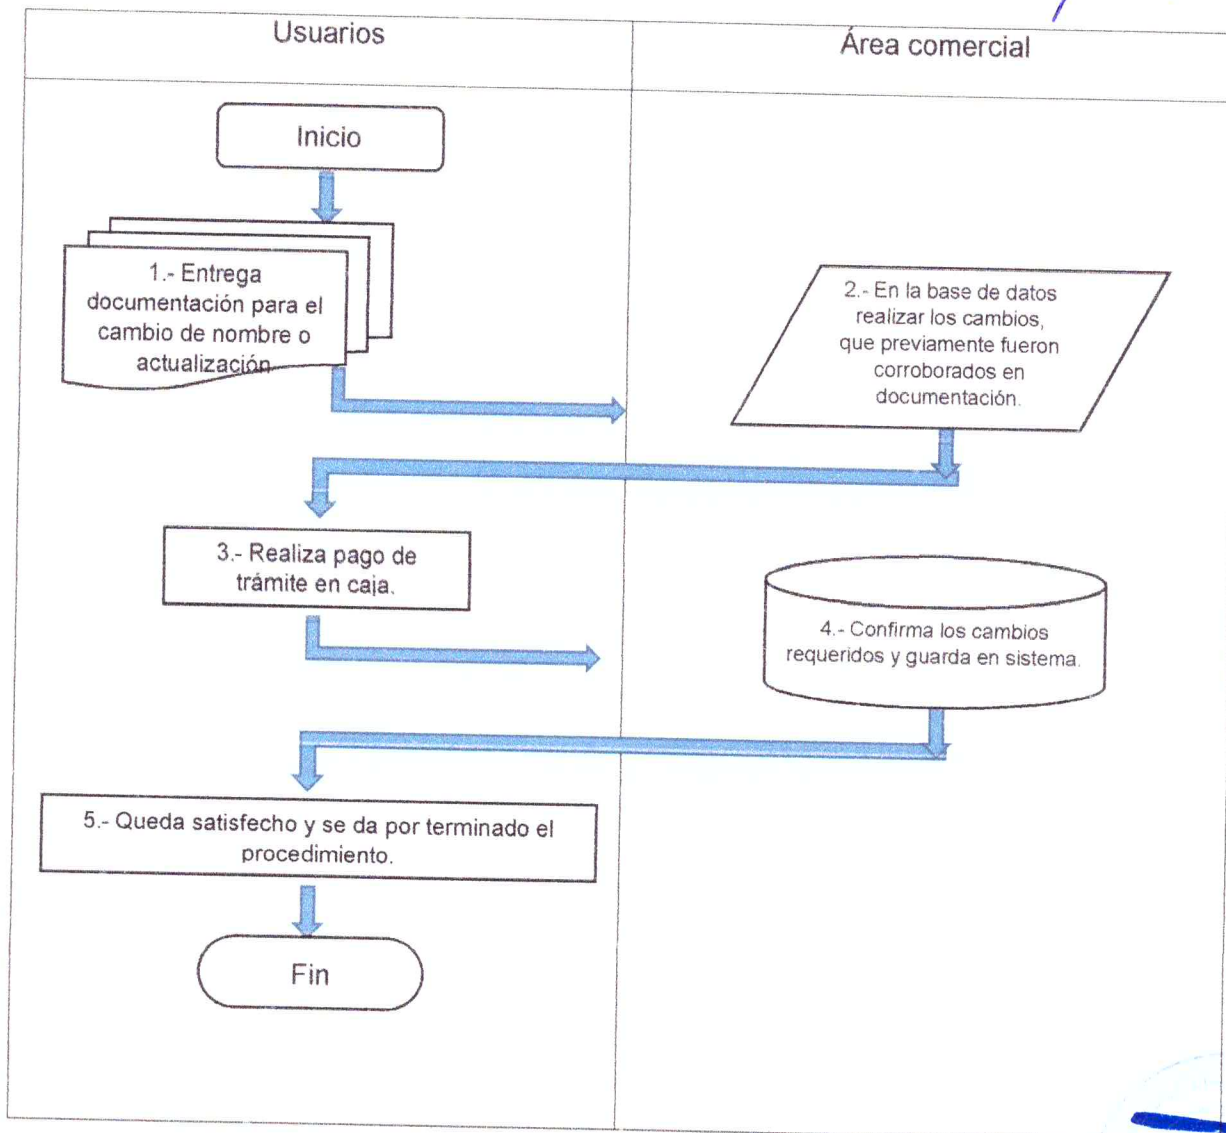 Usuarios
Área comercial
Inicio
1.- Entrega
documentación para el
cambio de nombre o
actualización
2.- En la base de datos
realizar los cambios,
que previamente fueron
corroborados en
documentación.
3.- Realiza pago de
trámite en caja.
4.- Confirma los cambios
requeridos y guarda en sistema.
5.- Queda satisfecho y se da por terminado el
procedimiento.
Fin